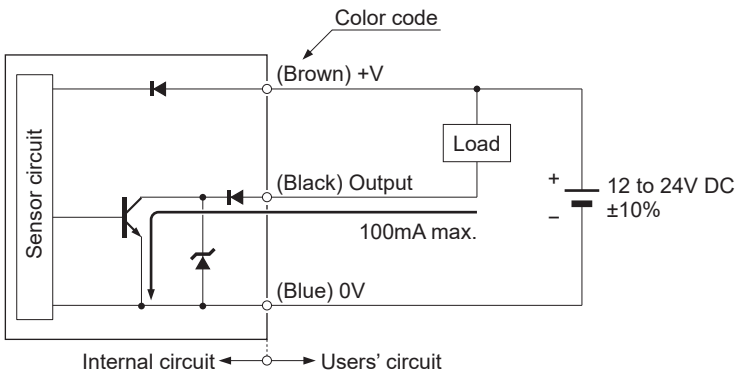 Color code
(Brown) +V
Sensor circuit
Load
(Black) Output
+
−
12 to 24V DC
±10%
100mA max.
(Blue) 0V
Internal circuit
Users’ circuit